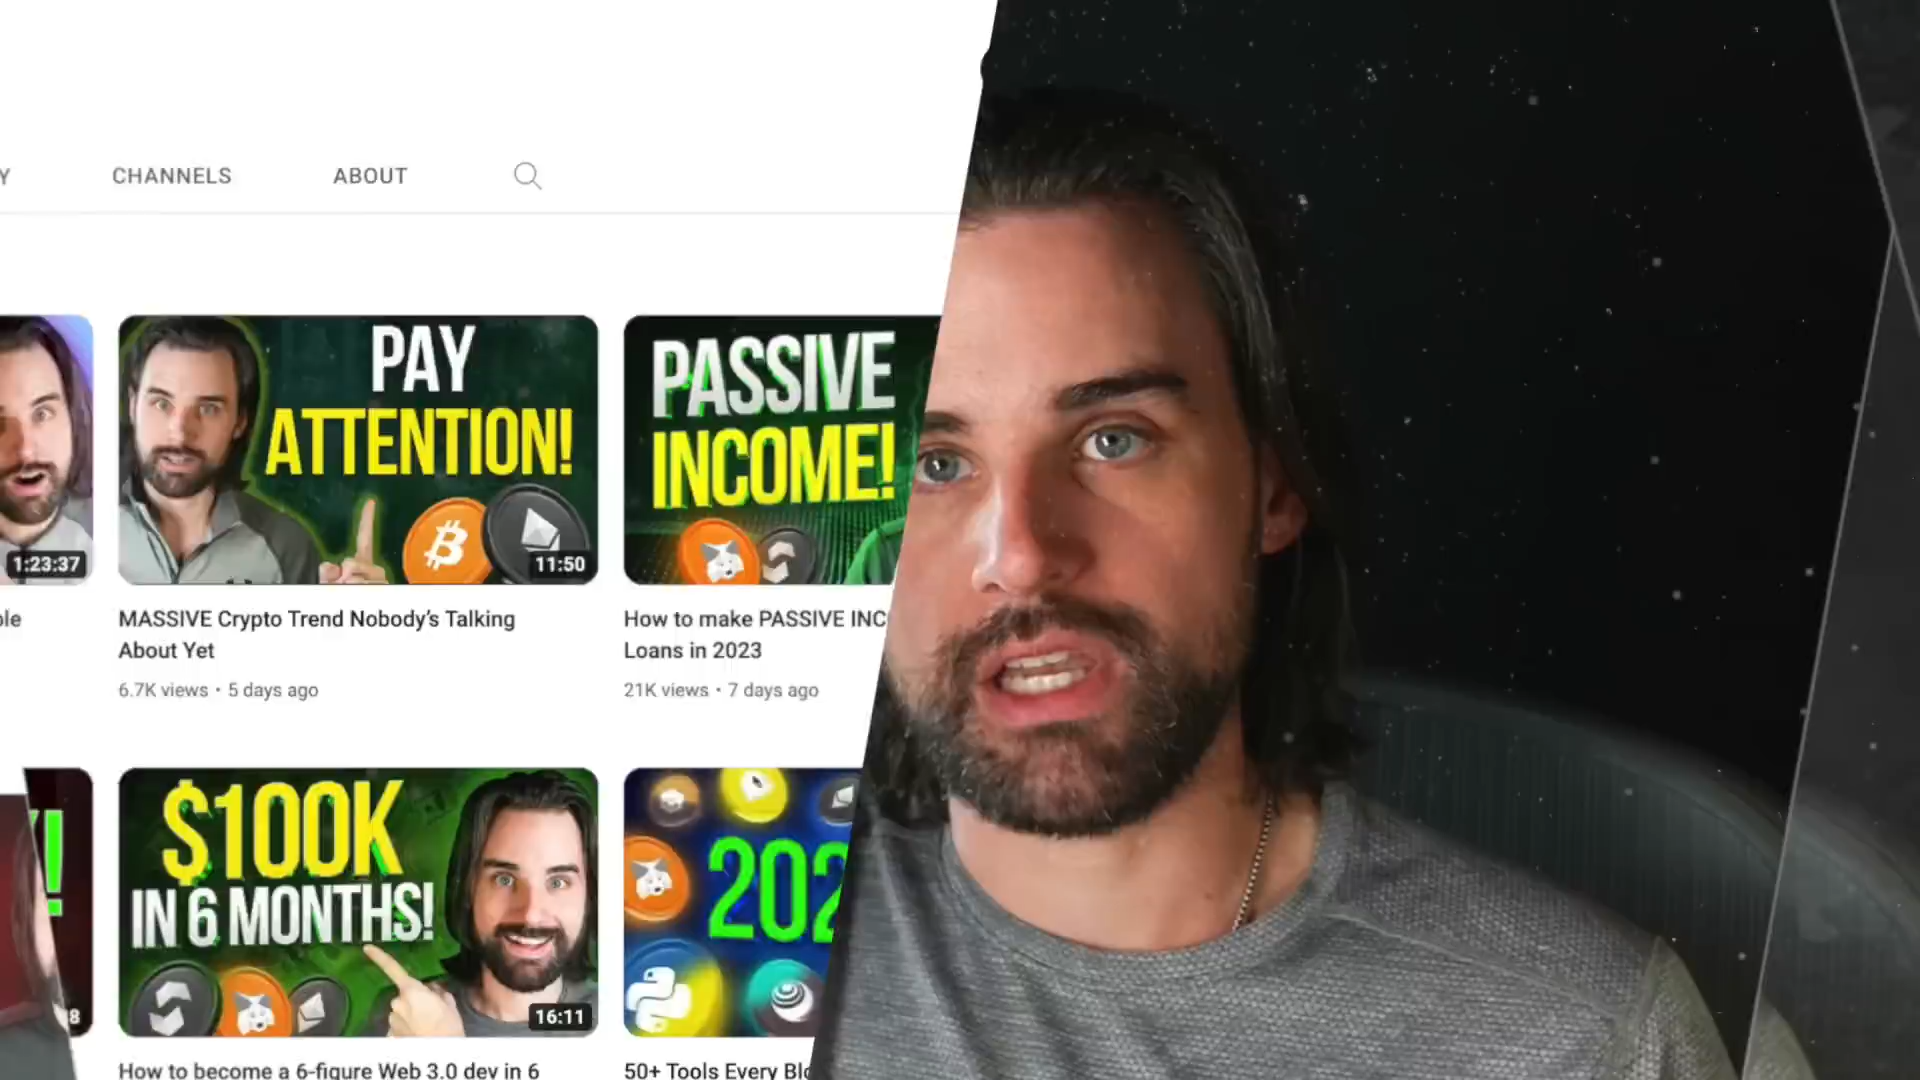 Y CHANNELS ABOUT
PAY
ATTENTION!
1:23:37
11:50
PASSIVE
INCOME!
MASSIVE Crypto Trend Nobody's Talking
About Yet
6.7K views • 5 days ago
How to make PASSIVE INC
Loans in 2023
21K views • 7 days ago
!
8
$100K
IN 6 MONTHS!
16:11
202
How to become a 6-figure Web 3.0 dev in 6
50+ Tools Every Blo